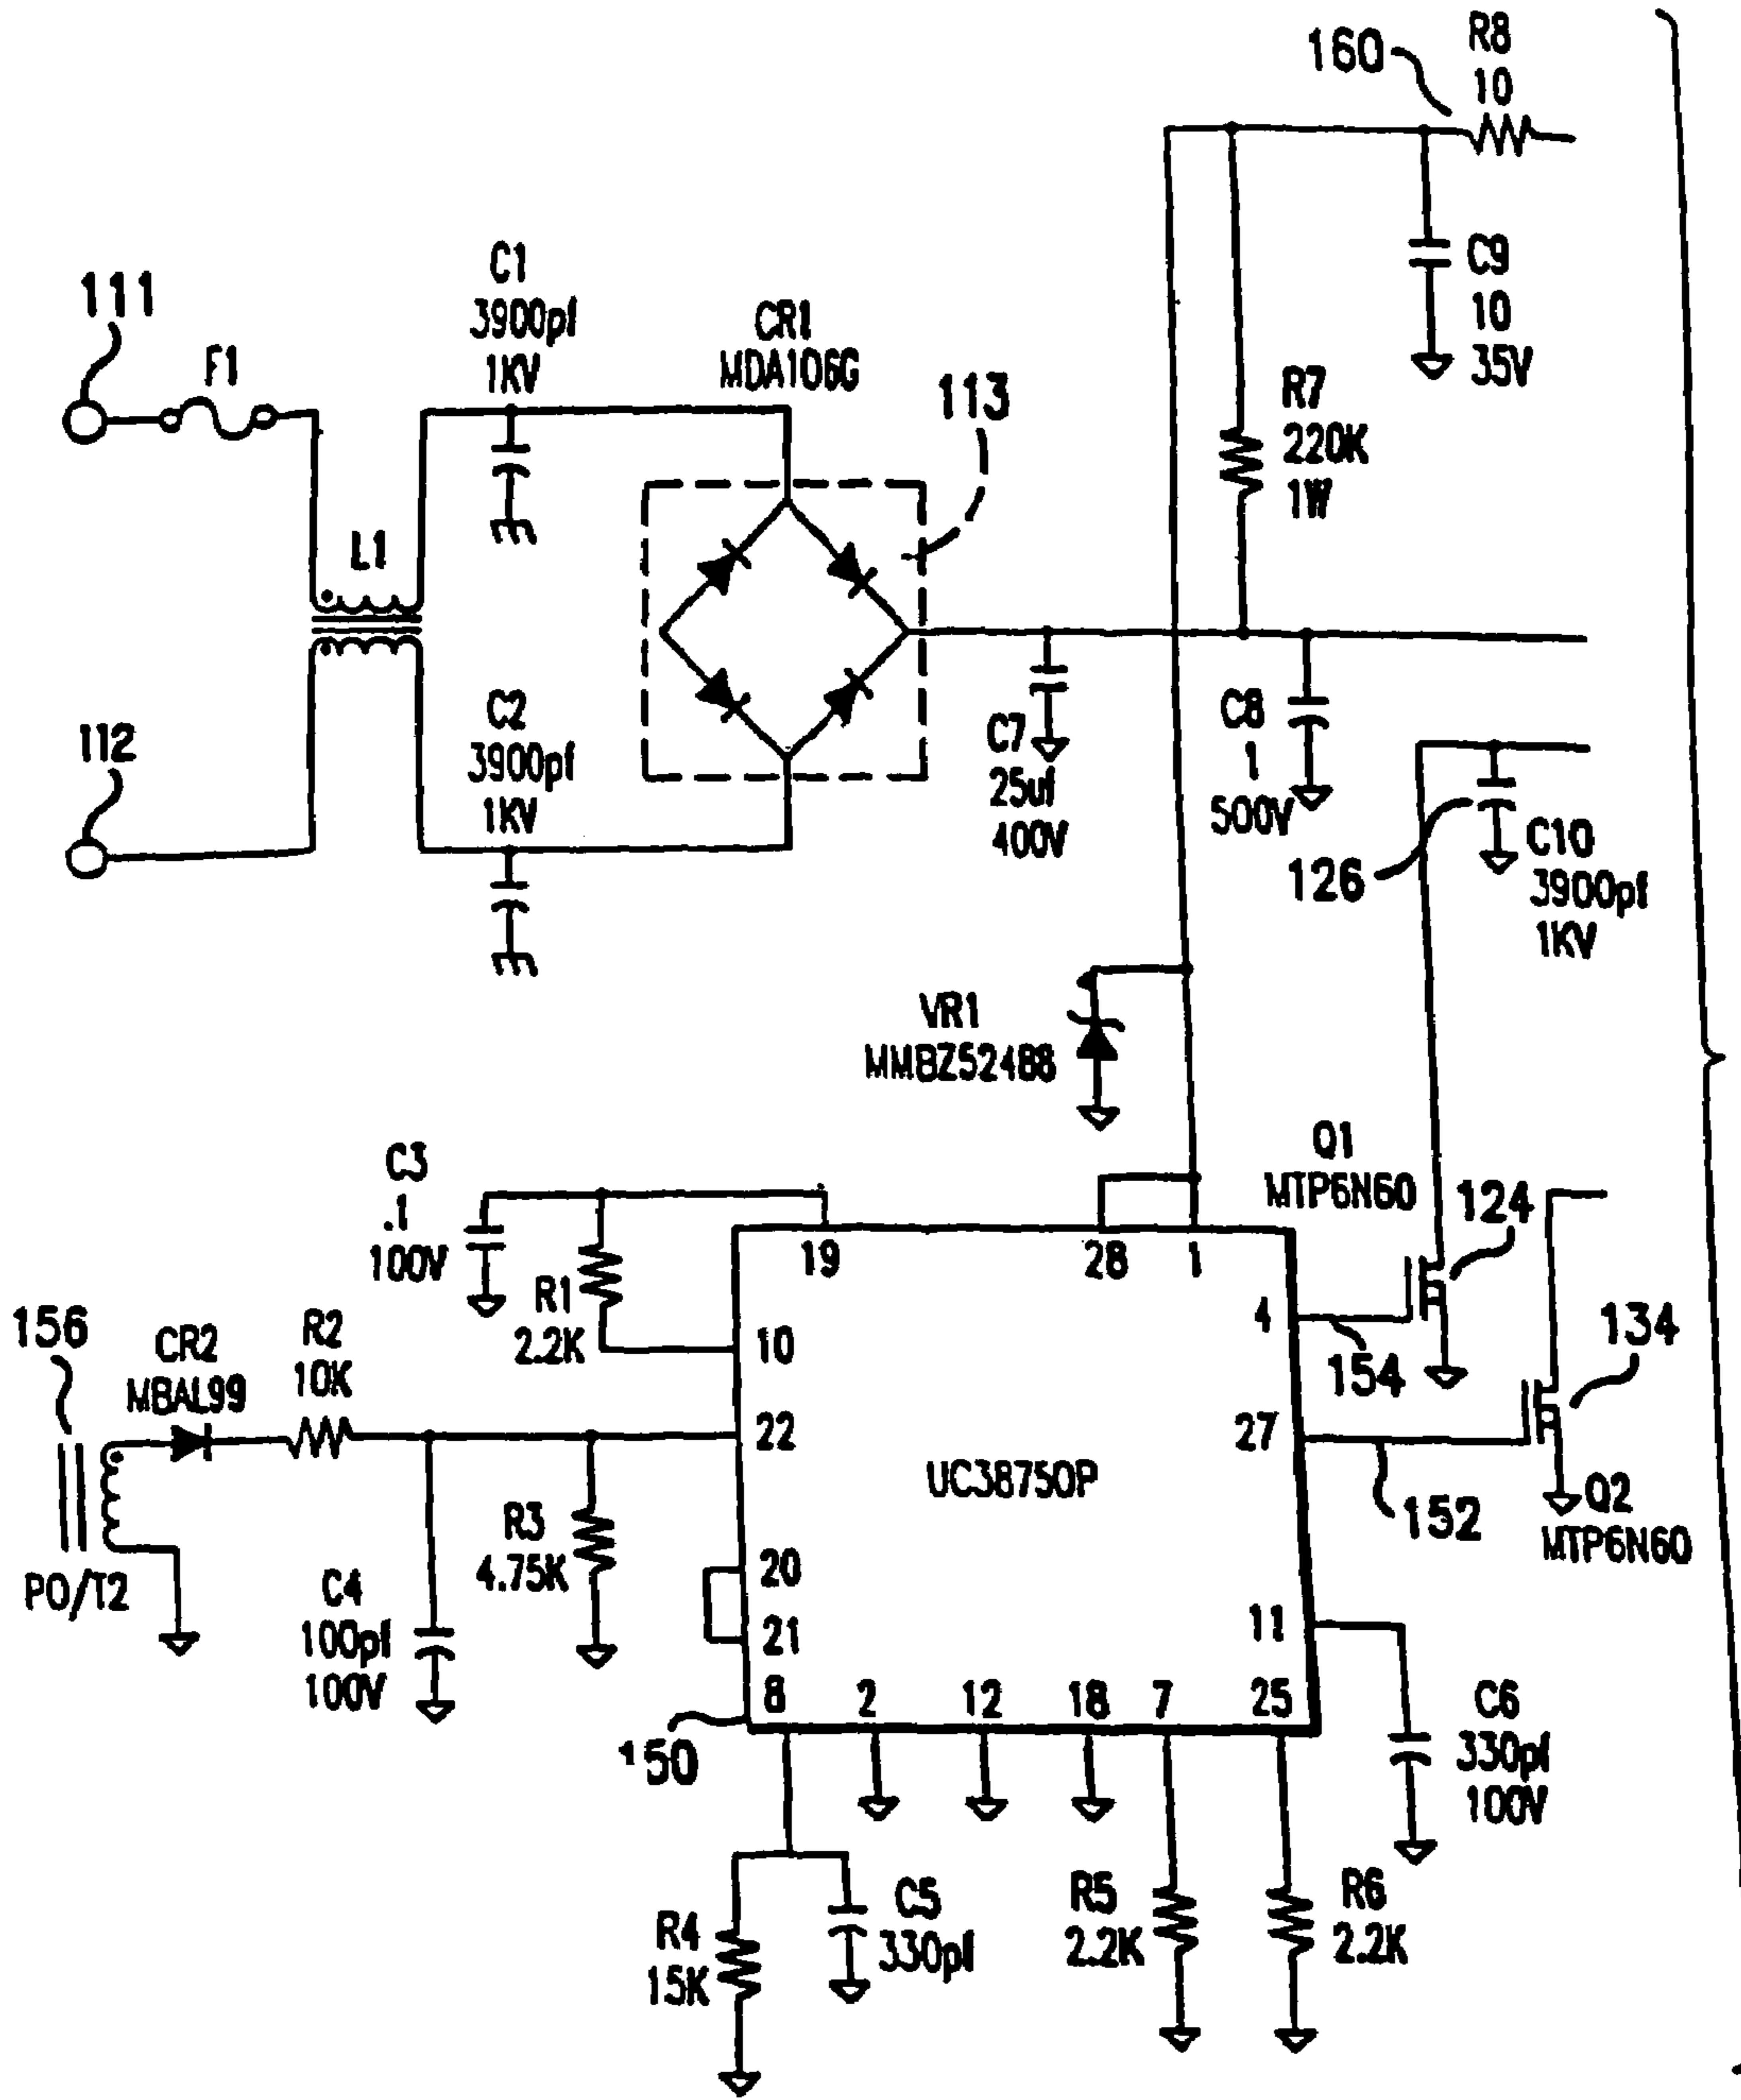 160
R8
10
C9
10
35V
111
F1
C1
3900pf
1KV
CR1
MDA106G
113
R7
220K
1W
L1
112
C2
3900pf
1KV
C7
25uf
400V
C8
1
500V
126
C10
3900pf
1KV
VR1
MMBZ5248B
Q1
MTP6N60
124
C3
.1
100V
19
28
1
R1
2.2K
10
4
154
134
156
CR2
MBAL99
R2
10K
22
27
UC38750P
152
Q2
MTP6N60
R3
4.75K
PO/T2
C4
100pf
100V
20
21
11
8
2
12
18
7
25
150
C6
330pf
100V
R4
15K
C5
330pf
R5
2.2K
R6
2.2K